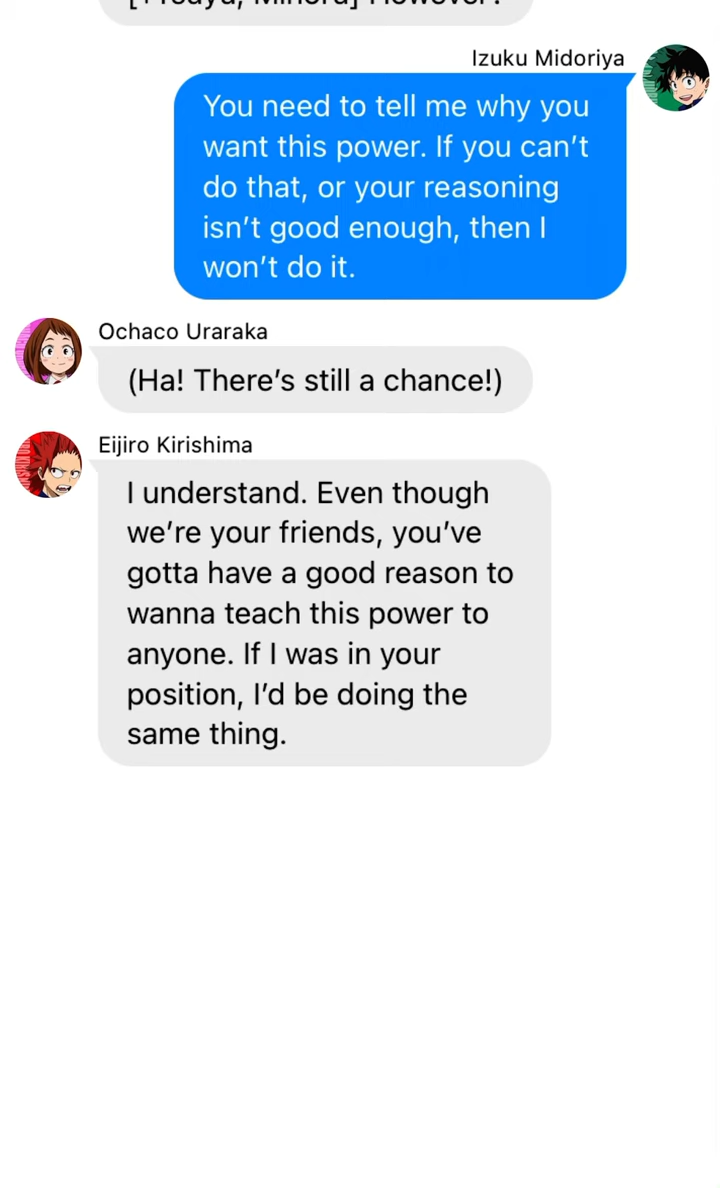 [+Tsuya, Minoru] However?
Izuku Midoriya
You need to tell me why you
want this power. If you can't
do that, or your reasoning
isn't good enough, then I
won't do it.
Ochaco Uraraka
(Ha! There's still a chance!)
Eijiro Kirishima
I understand. Even though
we're your friends, you've
gotta have a good reason to
wanna teach this power to
anyone. If I was in your
position, I'd be doing the
same thing.